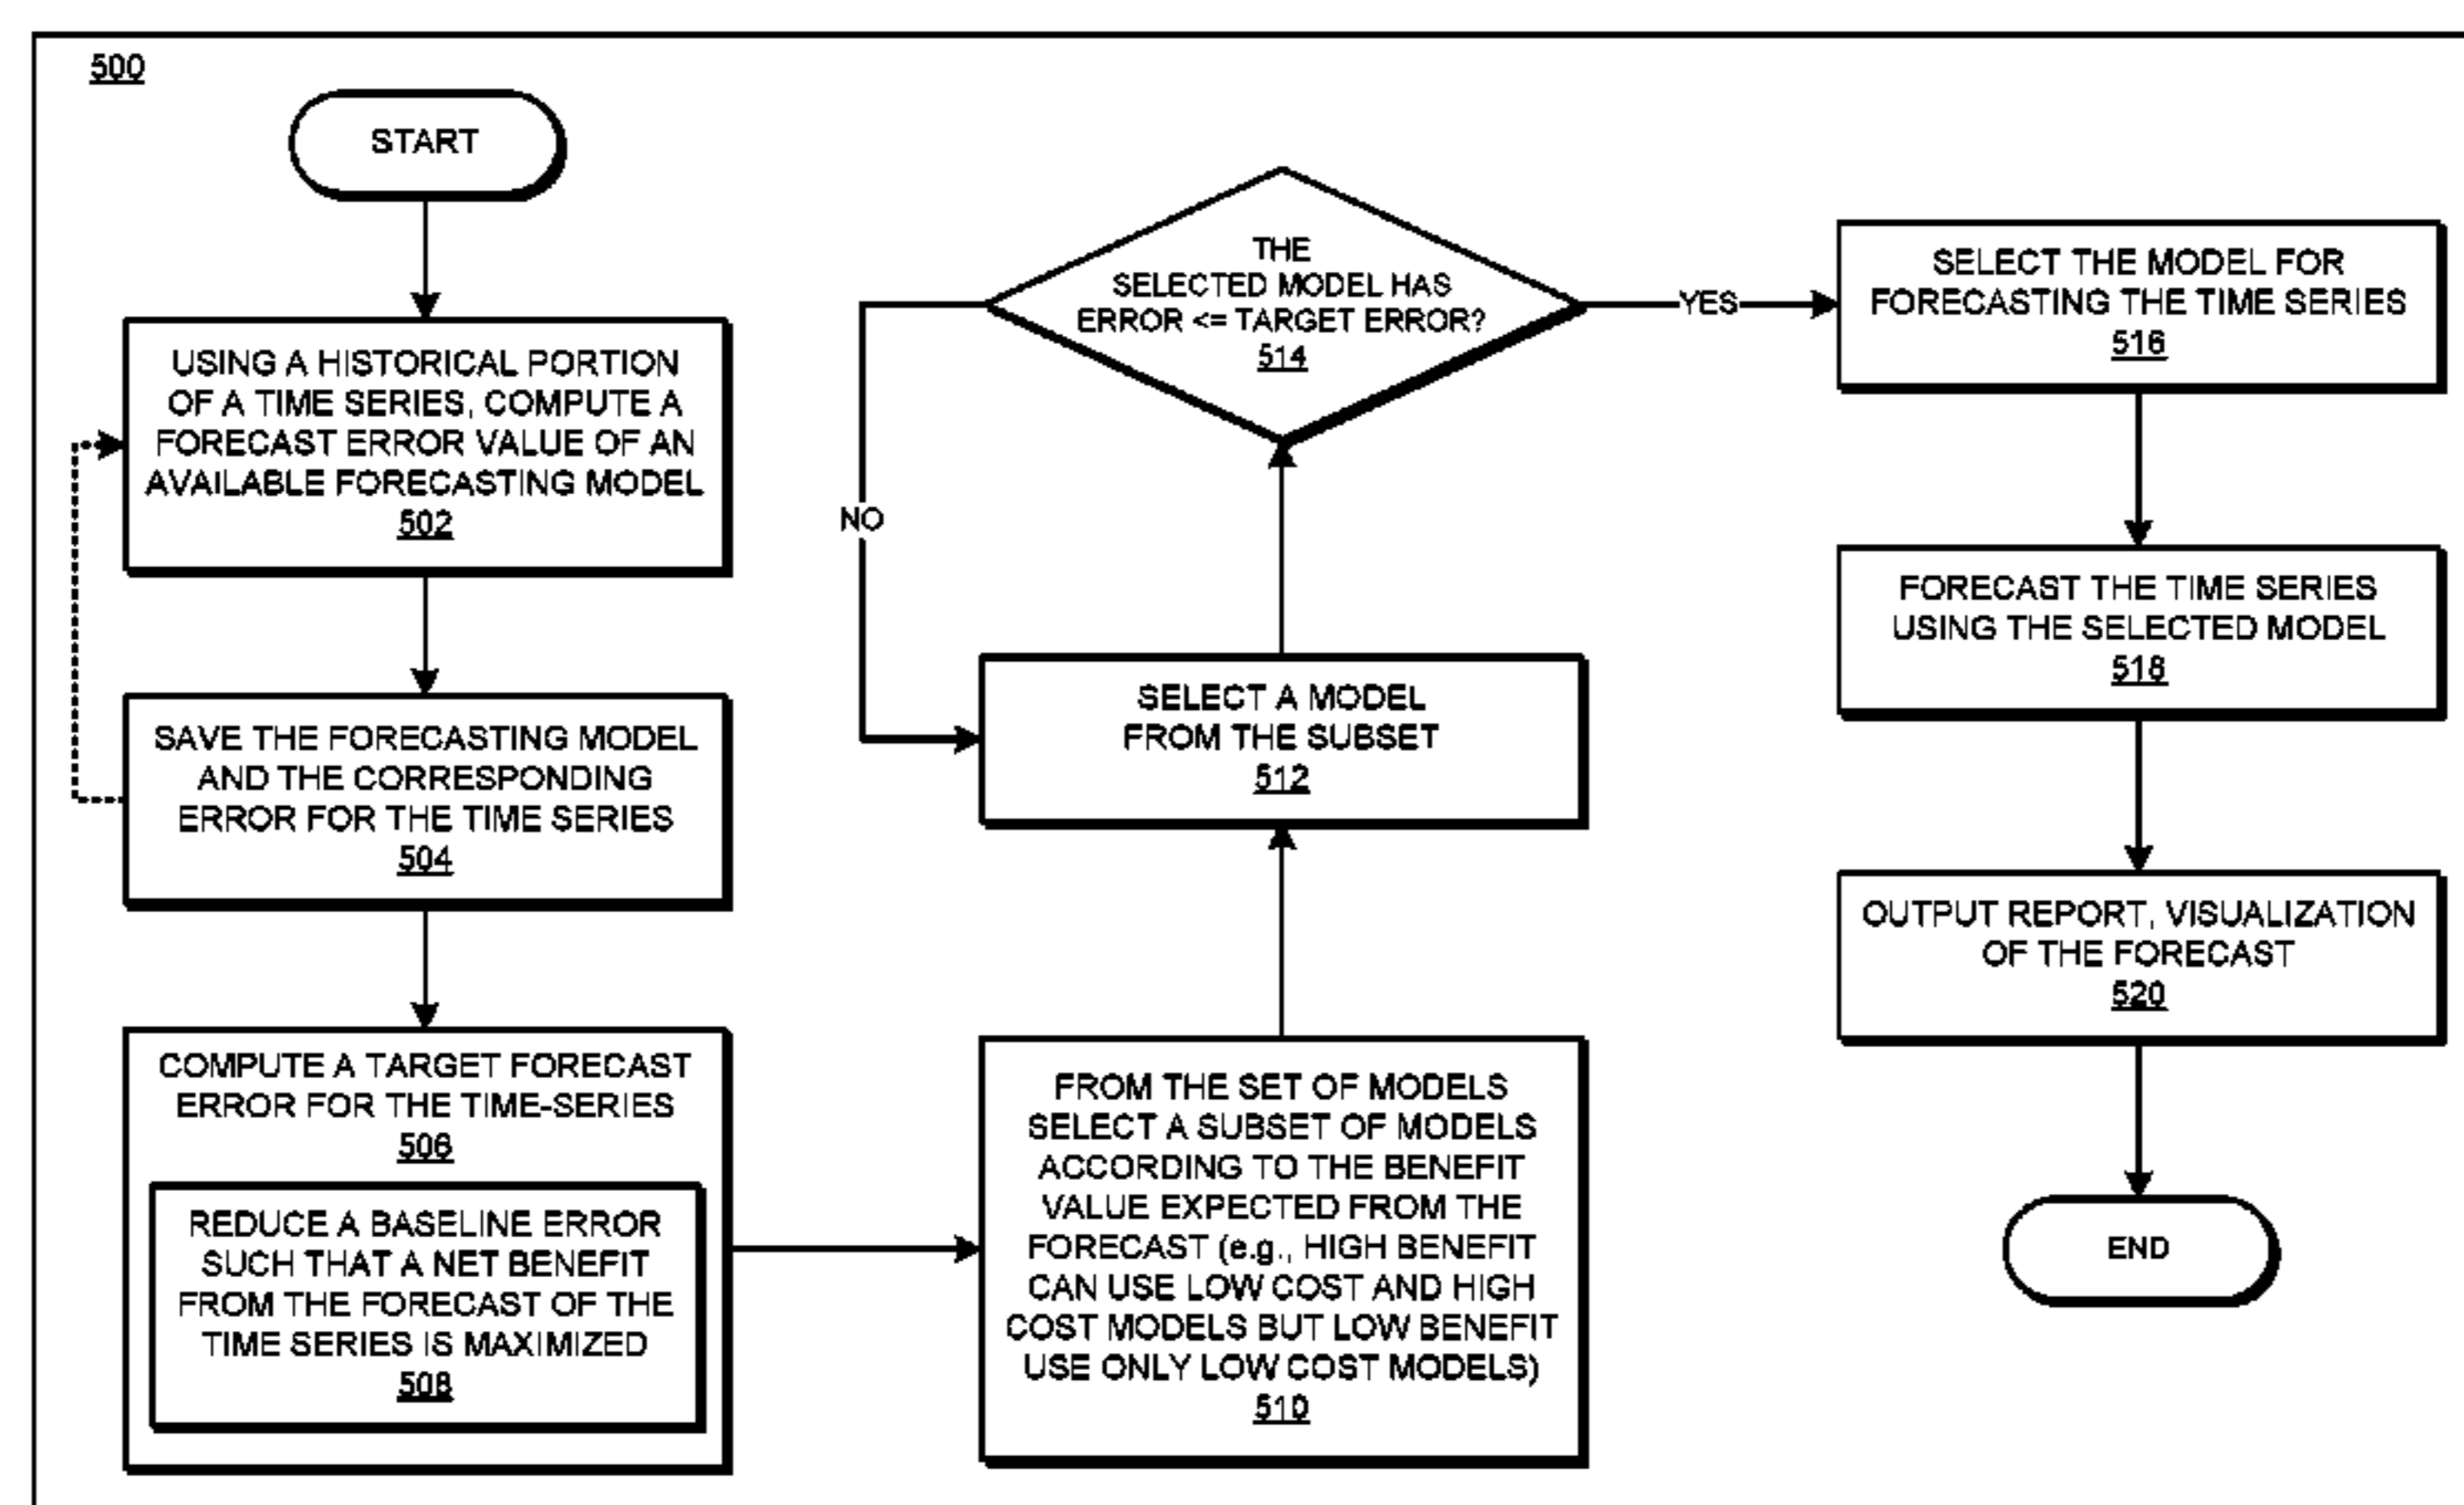 500
START
USING A HISTORICAL PORTION
OF A TIME SERIES, COMPUTE A
FORECAST ERROR VALUE OF AN
AVAILABLE FORECASTING MODEL
502
SAVE THE FORECASTING MODEL
AND THE CORRESPONDING
ERROR FOR THE TIME SERIES
504
COMPUTE A TARGET FORECAST
ERROR FOR THE TIME-SERIES
506
REDUCE A BASELINE ERROR
SUCH THAT A NET BENEFIT
FROM THE FORECAST OF THE
TIME SERIES IS MAXIMIZED
508
FROM THE SET OF MODELS
SELECT A SUBSET OF MODELS
ACCORDING TO THE BENEFIT
VALUE EXPECTED FROM THE
FORECAST (e.g., HIGH BENEFIT
CAN USE LOW COST AND HIGH
COST MODELS BUT LOW BENEFIT
USE ONLY LOW COST MODELS)
510
SELECT A MODEL
FROM THE SUBSET
512
THE
SELECTED MODEL HAS
ERROR <= TARGET ERROR?
514
NO
YES
SELECT THE MODEL FOR
FORECASTING THE TIME SERIES
516
FORECAST THE TIME SERIES
USING THE SELECTED MODEL
518
OUTPUT REPORT, VISUALIZATION
OF THE FORECAST
520
END